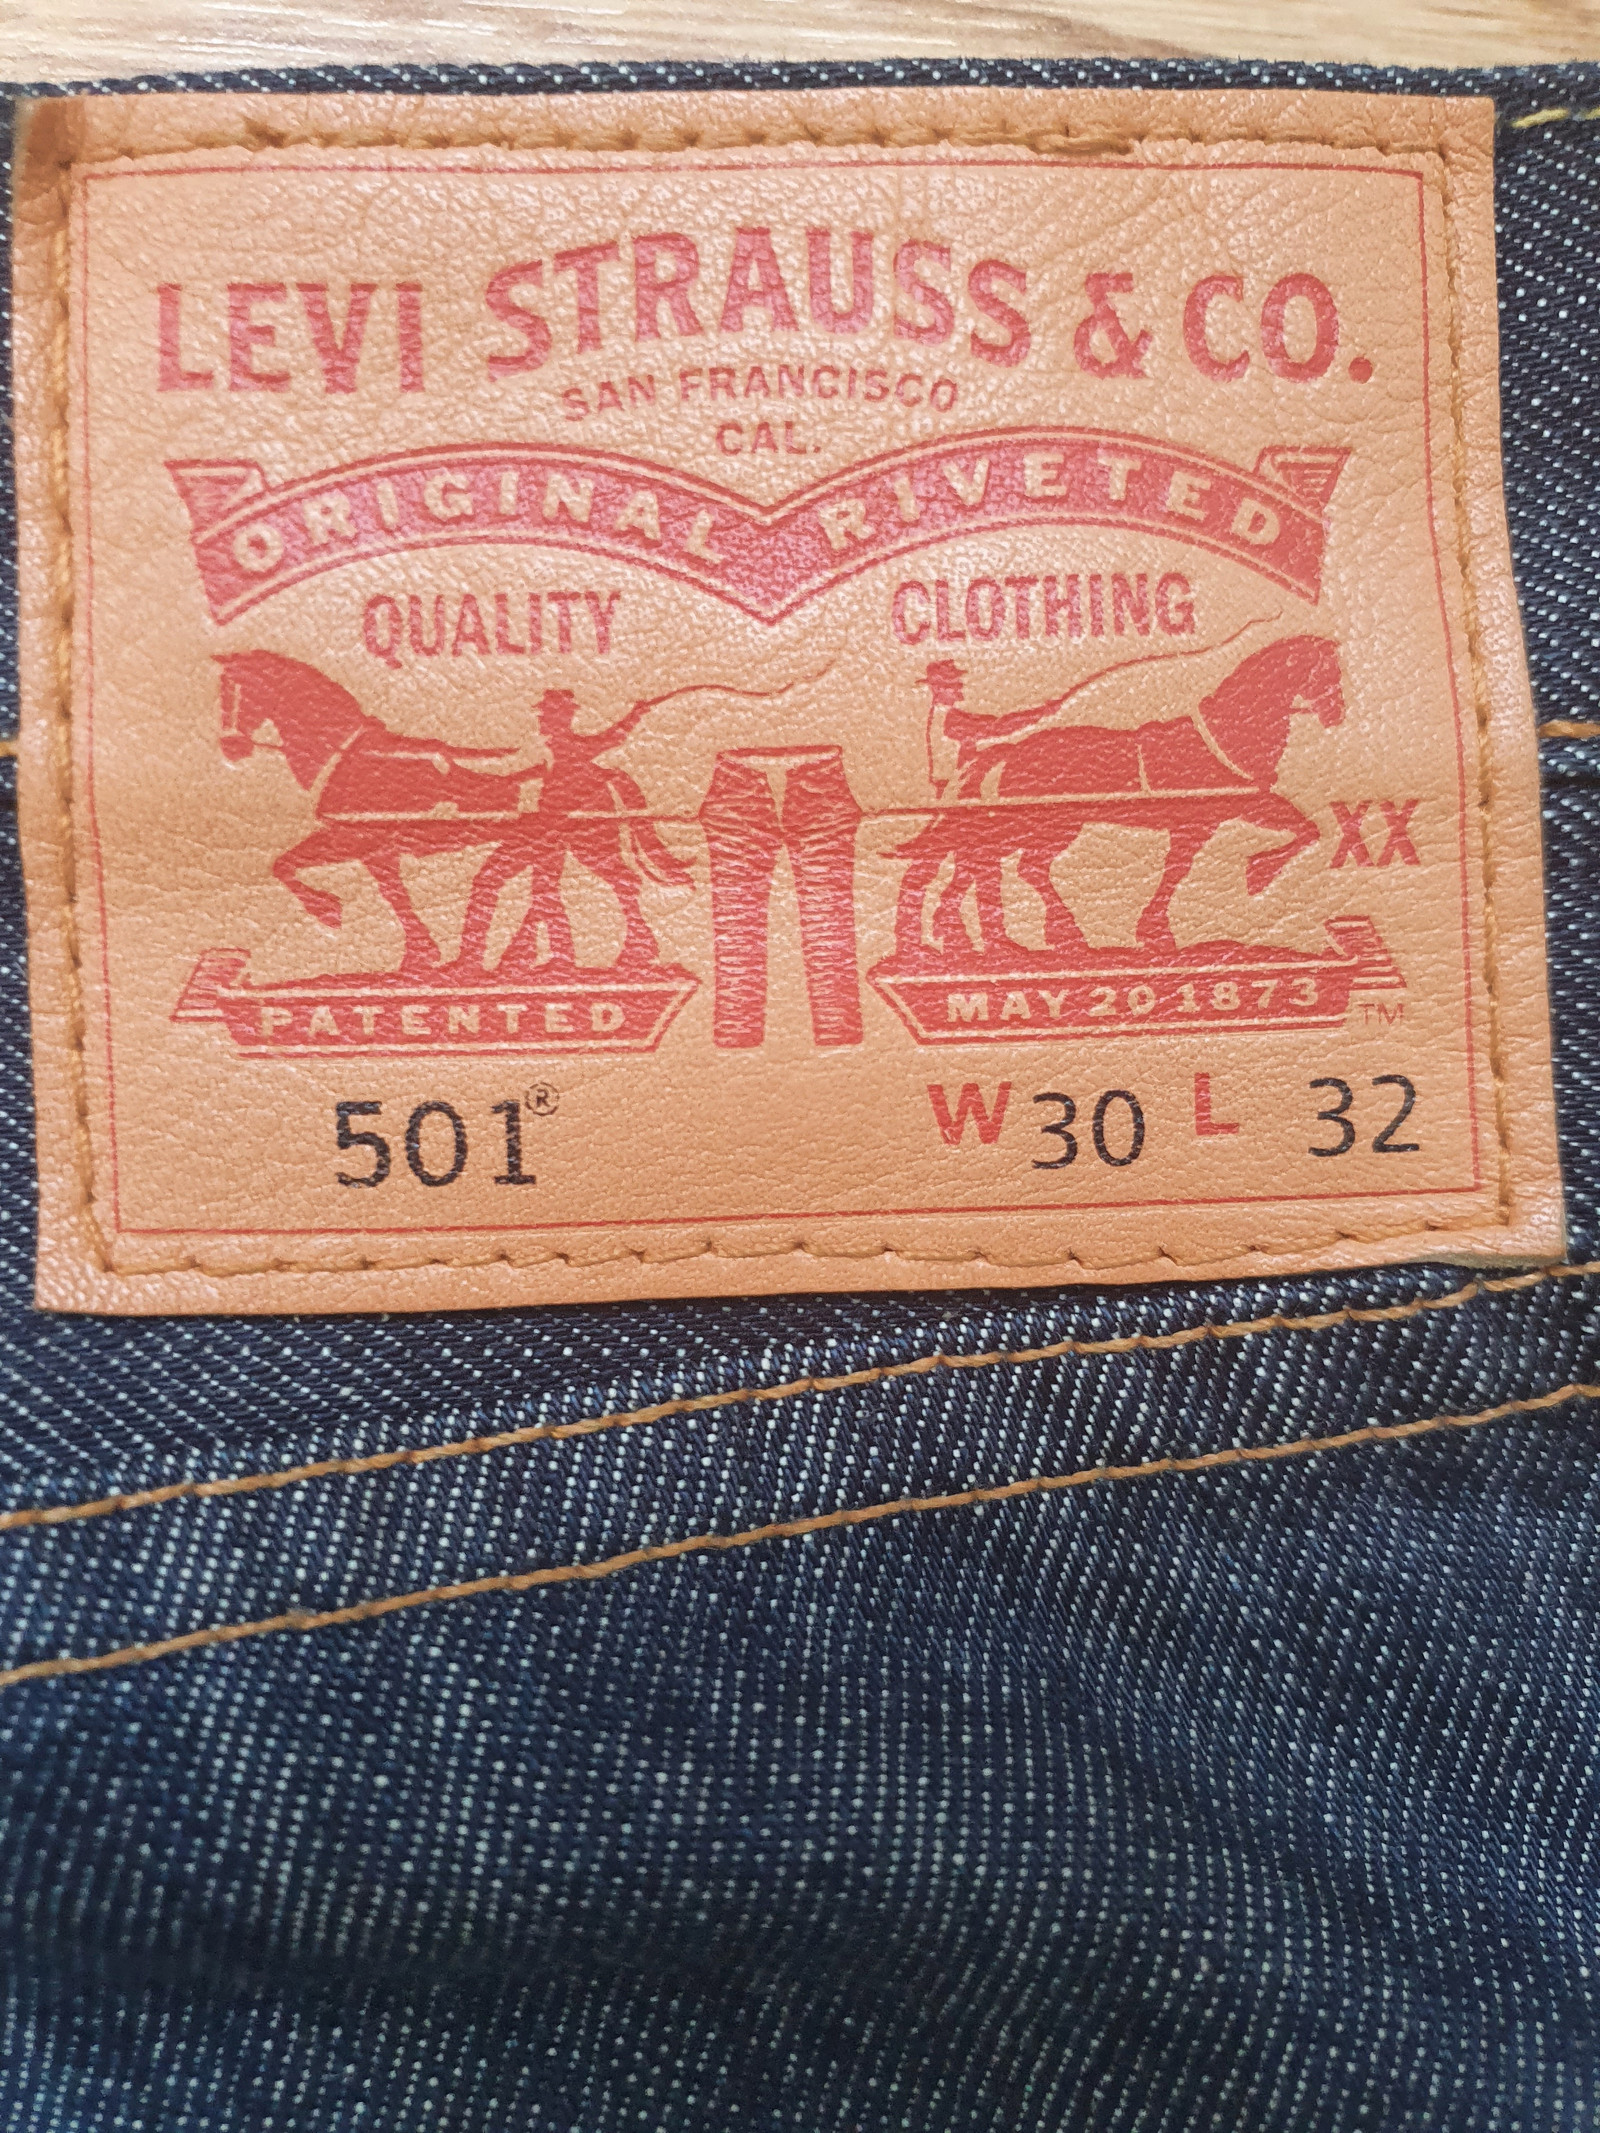 LEVI STRAUSS & CO.
SAN FRANCISCO
CAL.
ORIGINAL RIVETED
QUALITY CLOTHING
XX
PATENTED MAY 20 1873 TM
501® W 30 L 32